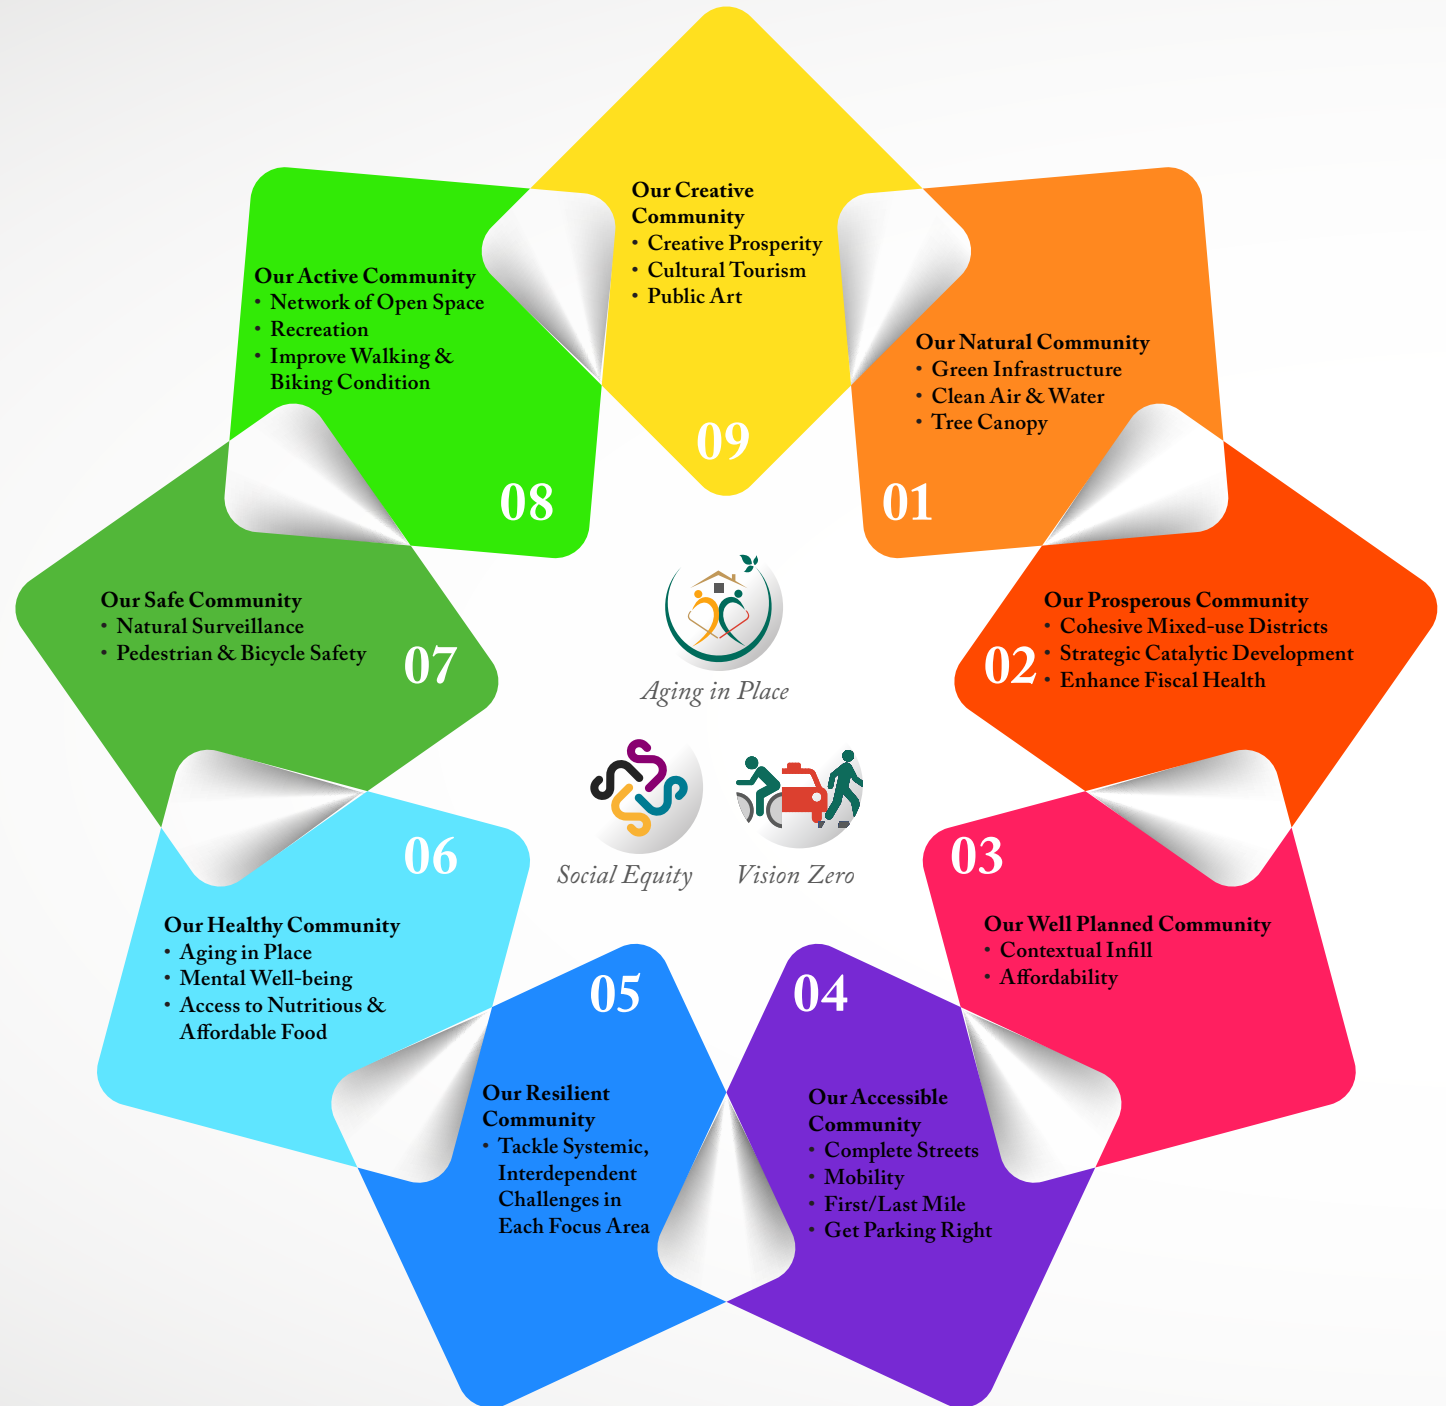 Our Creative
Community
• Creative Prosperity
• Cultural Tourism
• Public Art
09
Our Natural Community
• Green Infrastructure
• Clean Air & Water
• Tree Canopy
01
Our Prosperous Community
• Cohesive Mixed-use Districts
• Strategic Catalytic Development
• Enhance Fiscal Health
02
03
Our Well Planned Community
• Contextual Infill
• Affordability
04
Our Accessible
Community
• Complete Streets
• Mobility
• First/Last Mile
• Get Parking Right
05
Our Resilient
Community
• Tackle Systemic,
Interdependent
Challenges in
Each Focus Area
06
Our Healthy Community
• Aging in Place
• Mental Well-being
• Access to Nutritious &
Affordable Food
Our Safe Community
• Natural Surveillance
• Pedestrian & Bicycle Safety
07
Our Active Community
• Network of Open Space
• Recreation
• Improve Walking &
Biking Condition
08
Aging in Place
Social Equity
Vision Zero